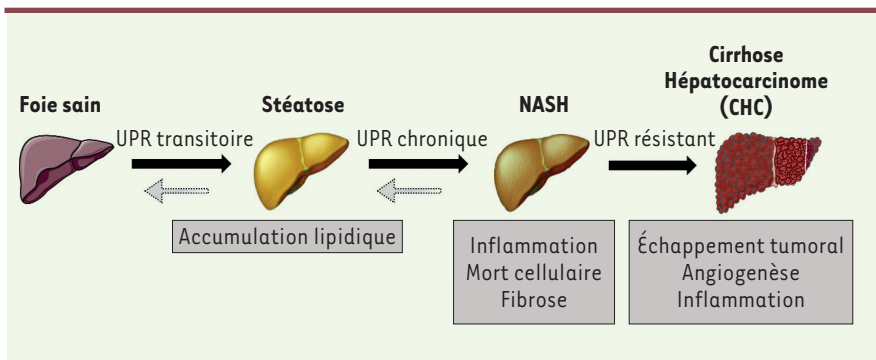 Foie sain
UPR transitoire
Stéatose
UPR chronique
NASH
UPR résistant
Cirrhose
Hépatocarcinome
(CHC)
Accumulation lipidique
Inflammation
Mort cellulaire
Fibrose
Échappement tumoral
Angiogenèse
Inflammation